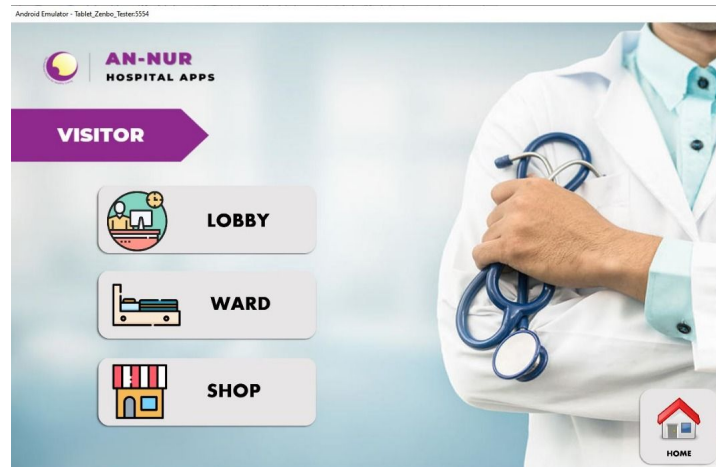 Android Emulator - Tablet_Zenbo_Tester:5554
AN-NUR
HOSPITAL APPS
VISITOR
LOBBY
WARD
SHOP
HOME